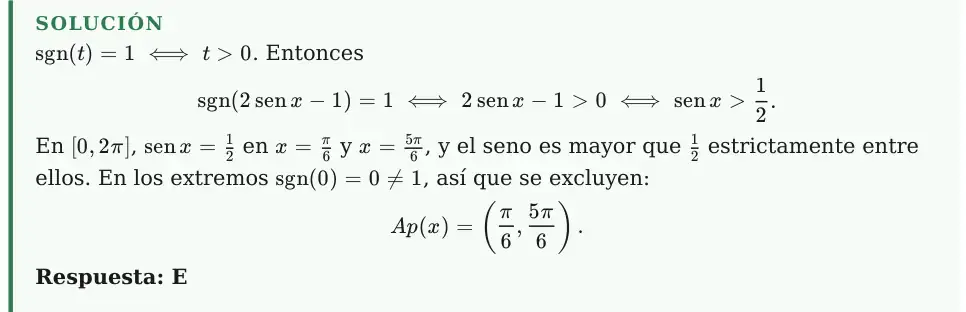 SOLUCIÓN
sgn(t) = 1 ⟺ t > 0. Entonces
sgn(2 sen x − 1) = 1 ⟺ 2 sen x − 1 > 0 ⟺ sen x > 1/2.
En [0, 2π], sen x = 1/2 en x = π/6 y x = 5π/6, y el seno es mayor que 1/2 estrictamente entre
ellos. En los extremos sgn(0) = 0 ≠ 1, así que se excluyen:
Ap(x) = (π/6, 5π/6).
Respuesta: E